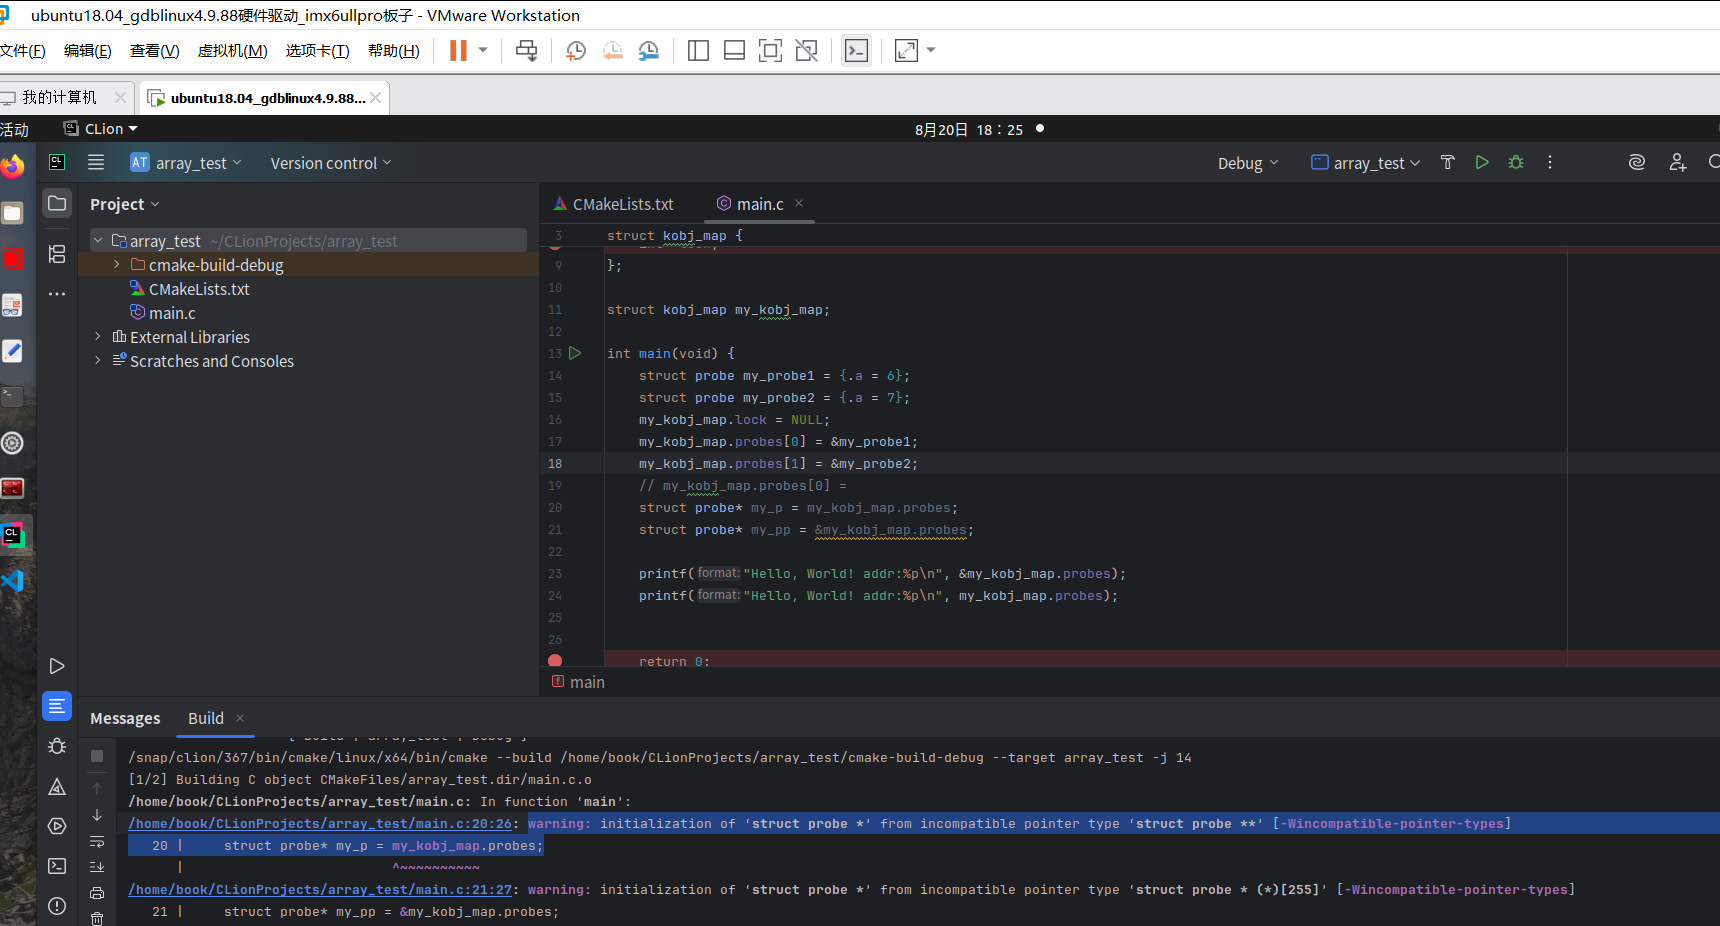 ubuntu18.04_gdblinux4.9.88硬件驱动_imx6ullpro板子 - VMware Workstation
文件(F) 编辑(E) 查看(V) 虚拟机(M) 选项卡(T) 帮助(H)
我的计算机 ubuntu18.04_gdblinux4.9.88...
活动 CLion 8月20日 18：25
CL AT array_test Version control Debug array_test
Project CMakeLists.txt main.c
array_test ~/CLionProjects/array_test
cmake-build-debug
CMakeLists.txt
main.c
External Libraries
Scratches and Consoles
3 struct kobj_map {
9 };
10
11 struct kobj_map my_kobj_map;
12
13 int main(void) {
14 struct probe my_probe1 = {.a = 6};
15 struct probe my_probe2 = {.a = 7};
16 my_kobj_map.lock = NULL;
17 my_kobj_map.probes[0] = &my_probe1;
18 my_kobj_map.probes[1] = &my_probe2;
19 // my_kobj_map.probes[0] =
20 struct probe* my_p = my_kobj_map.probes;
21 struct probe* my_pp = &my_kobj_map.probes;
22
23 printf(format: "Hello, World! addr:%p\n", &my_kobj_map.probes);
24 printf(format: "Hello, World! addr:%p\n", my_kobj_map.probes);
25
26
return 0;
f main
Messages Build
/snap/clion/367/bin/cmake/linux/x64/bin/cmake --build /home/book/CLionProjects/array_test/cmake-build-debug --target array_test -j 14
[1/2] Building C object CMakeFiles/array_test.dir/main.c.o
/home/book/CLionProjects/array_test/main.c: In function ‘main’:
/home/book/CLionProjects/array_test/main.c:20:26: warning: initialization of ‘struct probe *’ from incompatible pointer type ‘struct probe **’ [-Wincompatible-pointer-types]
20 | struct probe* my_p = my_kobj_map.probes;
| ^~~~~~~~~~~
/home/book/CLionProjects/array_test/main.c:21:27: warning: initialization of ‘struct probe *’ from incompatible pointer type ‘struct probe * (*)[255]’ [-Wincompatible-pointer-types]
21 | struct probe* my_pp = &my_kobj_map.probes;